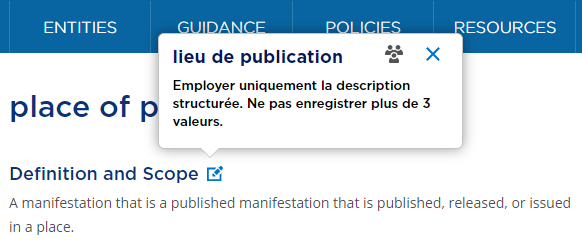 ENTITIES GUIDANCE POLICIES RESOURCES
lieu de publication
Employer uniquement la description
structurée. Ne pas enregistrer plus de 3
valeurs.
place of p
Definition and Scope
A manifestation that is a published manifestation that is published, released, or issued
in a place.